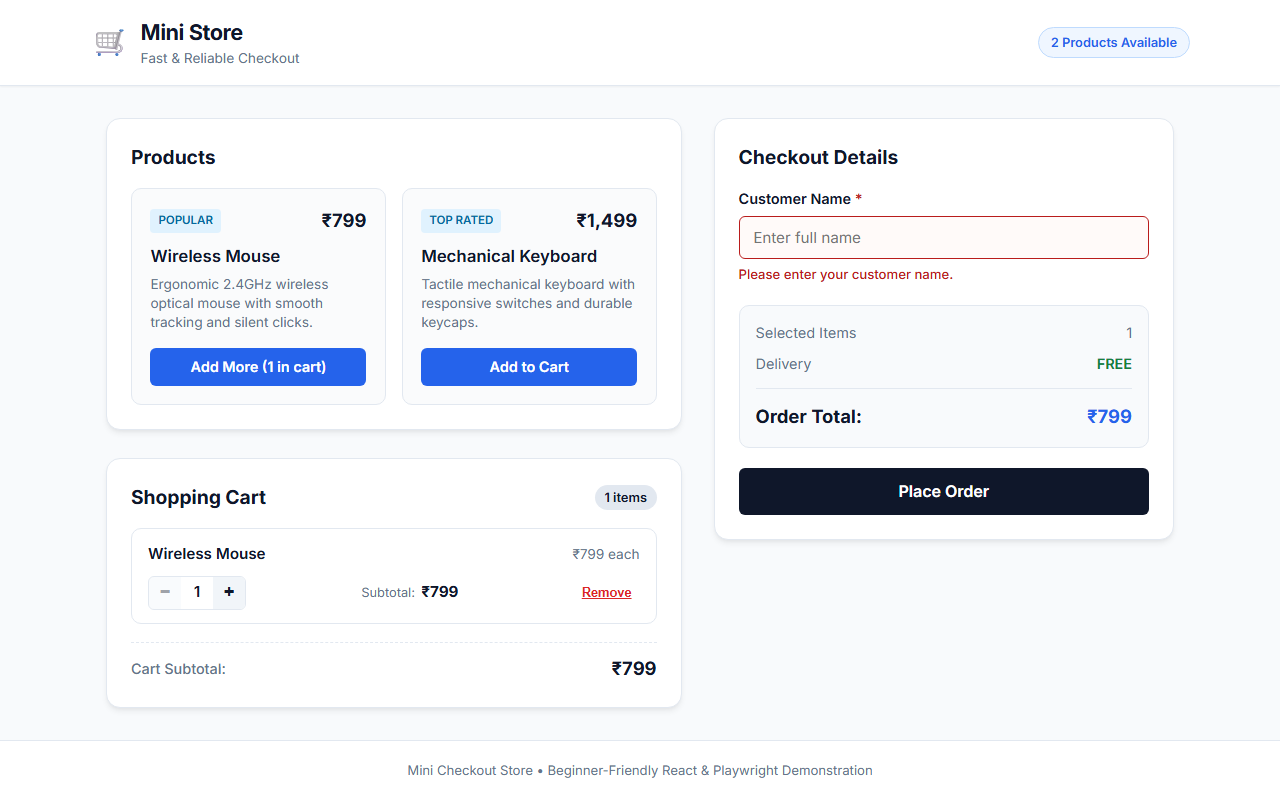 Mini Store
Fast & Reliable Checkout
2 Products Available
Products
POPULAR ₹799
Wireless Mouse
Ergonomic 2.4GHz wireless
optical mouse with smooth
tracking and silent clicks.
Add More (1 in cart)
TOP RATED ₹1,499
Mechanical Keyboard
Tactile mechanical keyboard with
responsive switches and durable
keycaps.
Add to Cart
Shopping Cart 1 items
Wireless Mouse ₹799 each
− 1 + Subtotal: ₹799 Remove
Cart Subtotal: ₹799
Checkout Details
Customer Name *
Enter full name
Please enter your customer name.
Selected Items 1
Delivery FREE
Order Total: ₹799
Place Order
Mini Checkout Store • Beginner-Friendly React & Playwright Demonstration